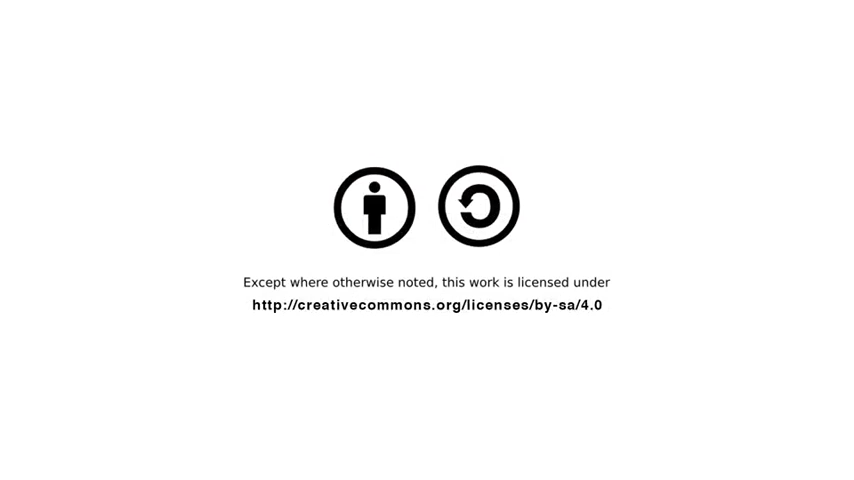 Except where otherwise noted, this work is licensed under
http://creativecommons.org/licenses/by-sa/4.0